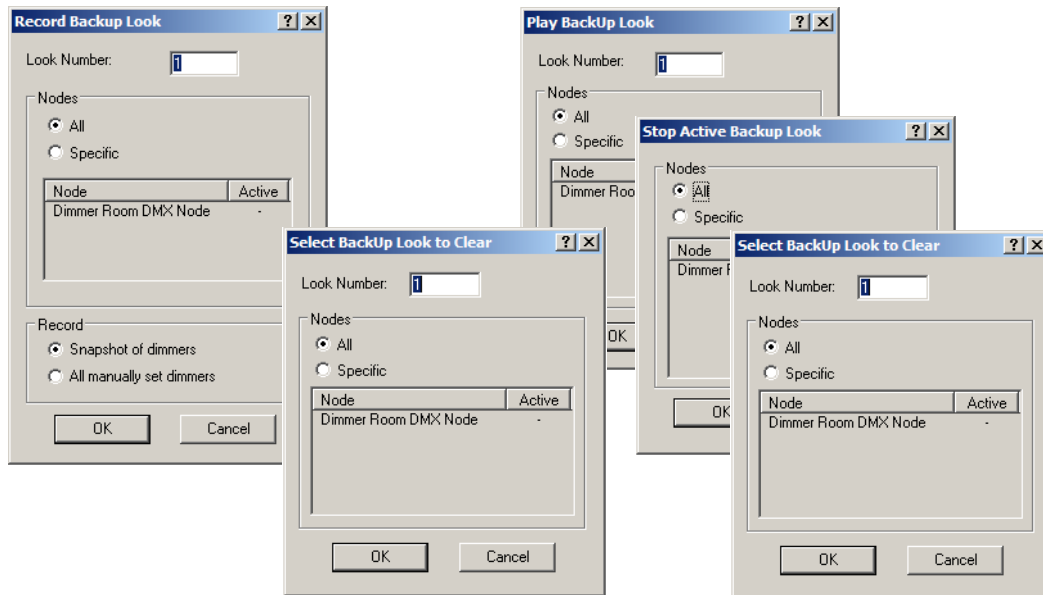 Record Backup Look
Look Number: 1
Nodes
All
Specific
Node Active
Dimmer Room DMX Node -
Record
Snapshot of dimmers
All manually set dimmers
OK Cancel
Select BackUp Look to Clear
Look Number: 1
Nodes
All
Specific
Node Active
Dimmer Room DMX Node -
OK Cancel
Play BackUp Look
Look Number: 1
Nodes
All
Specific
Node
Dimmer Roo
OK
Stop Active Backup Look
Nodes
All
Specific
Node
Dimmer
OK
Select BackUp Look to Clear
Look Number: 1
Nodes
All
Specific
Node Active
Dimmer Room DMX Node -
OK Cancel